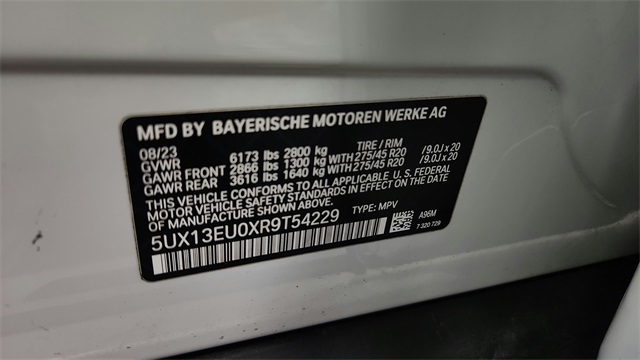 MFD BY BAYERISCHE MOTOREN WERKE AG
08/23 TIRE / RIM
GVWR 6173 lbs 2800 kg
GAWR FRONT 2866 lbs 1300 kg WITH 275/45 R20 / 9.0J x 20
GAWR REAR 3616 lbs 1640 kg WITH 275/45 R20 / 9.0J x 20
THIS VEHICLE CONFORMS TO ALL APPLICABLE U.S. FEDERAL
MOTOR VEHICLE SAFETY STANDARDS IN EFFECT ON THE DATE
OF MANUFACTURE SHOWN ABOVE.
5UX13EU0XR9T54229 TYPE: MPV
A96M
7 320 729